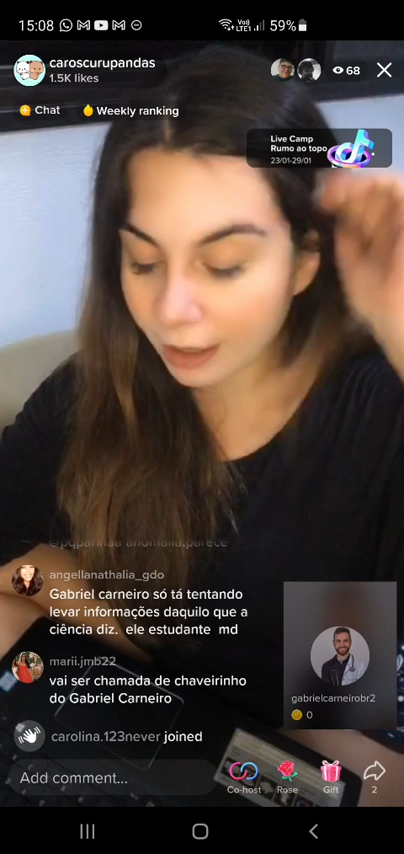 15:08
Vo)) LTE1 59%
caroscurupandas
1.5K likes
68
Chat
Weekly ranking
Live Camp
Rumo ao topo
23/01-29/01
angellanathalia_gdo
Gabriel carneiro só tá tentando
levar informações daquilo que a
ciência diz. ele estudante md
marii.jmb22
vai ser chamada de chaveirinho
do Gabriel Carneiro
carolina.123never joined
gabrielcarneirobr2
0
Add comment...
Co-host
Rose
Gift
2